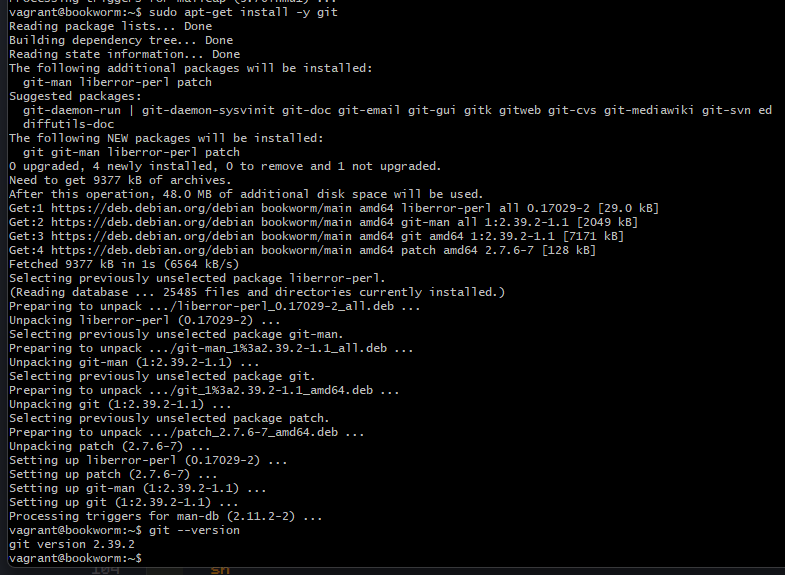 vagrant@bookworm:~$ sudo apt-get install -y git
Reading package lists... Done
Building dependency tree... Done
Reading state information... Done
The following additional packages will be installed:
  git-man liberror-perl patch
Suggested packages:
  git-daemon-run | git-daemon-sysvinit git-doc git-email git-gui gitk gitweb git-cvs git-mediawiki git-svn ed
  diffutils-doc
The following NEW packages will be installed:
  git git-man liberror-perl patch
0 upgraded, 4 newly installed, 0 to remove and 1 not upgraded.
Need to get 9377 kB of archives.
After this operation, 48.0 MB of additional disk space will be used.
Get:1 https://deb.debian.org/debian bookworm/main amd64 liberror-perl all 0.17029-2 [29.0 kB]
Get:2 https://deb.debian.org/debian bookworm/main amd64 git-man all 1:2.39.2-1.1 [2049 kB]
Get:3 https://deb.debian.org/debian bookworm/main amd64 git amd64 1:2.39.2-1.1 [7171 kB]
Get:4 https://deb.debian.org/debian bookworm/main amd64 patch amd64 2.7.6-7 [128 kB]
Fetched 9377 kB in 1s (6564 kB/s)
Selecting previously unselected package liberror-perl.
(Reading database ... 25485 files and directories currently installed.)
Preparing to unpack .../liberror-perl_0.17029-2_all.deb ...
Unpacking liberror-perl (0.17029-2) ...
Selecting previously unselected package git-man.
Preparing to unpack .../git-man_1%3a2.39.2-1.1_all.deb ...
Unpacking git-man (1:2.39.2-1.1) ...
Selecting previously unselected package git.
Preparing to unpack .../git_1%3a2.39.2-1.1_amd64.deb ...
Unpacking git (1:2.39.2-1.1) ...
Selecting previously unselected package patch.
Preparing to unpack .../patch_2.7.6-7_amd64.deb ...
Unpacking patch (2.7.6-7) ...
Setting up liberror-perl (0.17029-2) ...
Setting up patch (2.7.6-7) ...
Setting up git-man (1:2.39.2-1.1) ...
Setting up git (1:2.39.2-1.1) ...
Processing triggers for man-db (2.11.2-2) ...
vagrant@bookworm:~$ git --version
git version 2.39.2
vagrant@bookworm:~$